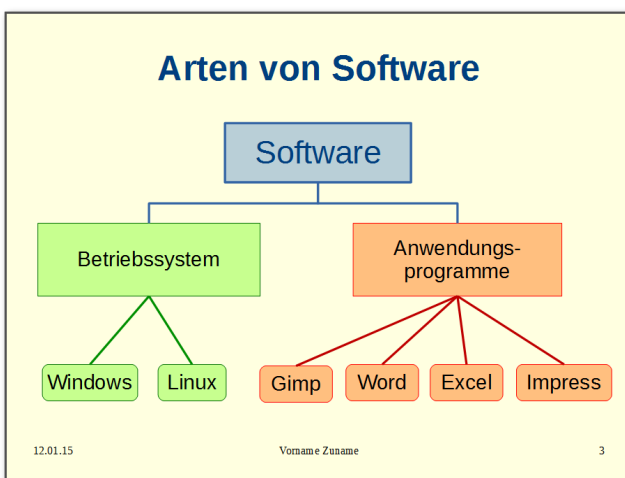 Arten von Software
Software
Betriebssystem
Anwendungs-
programme
Windows
Linux
Gimp
Word
Excel
Impress
12.01.15
Vorname Zuname
3